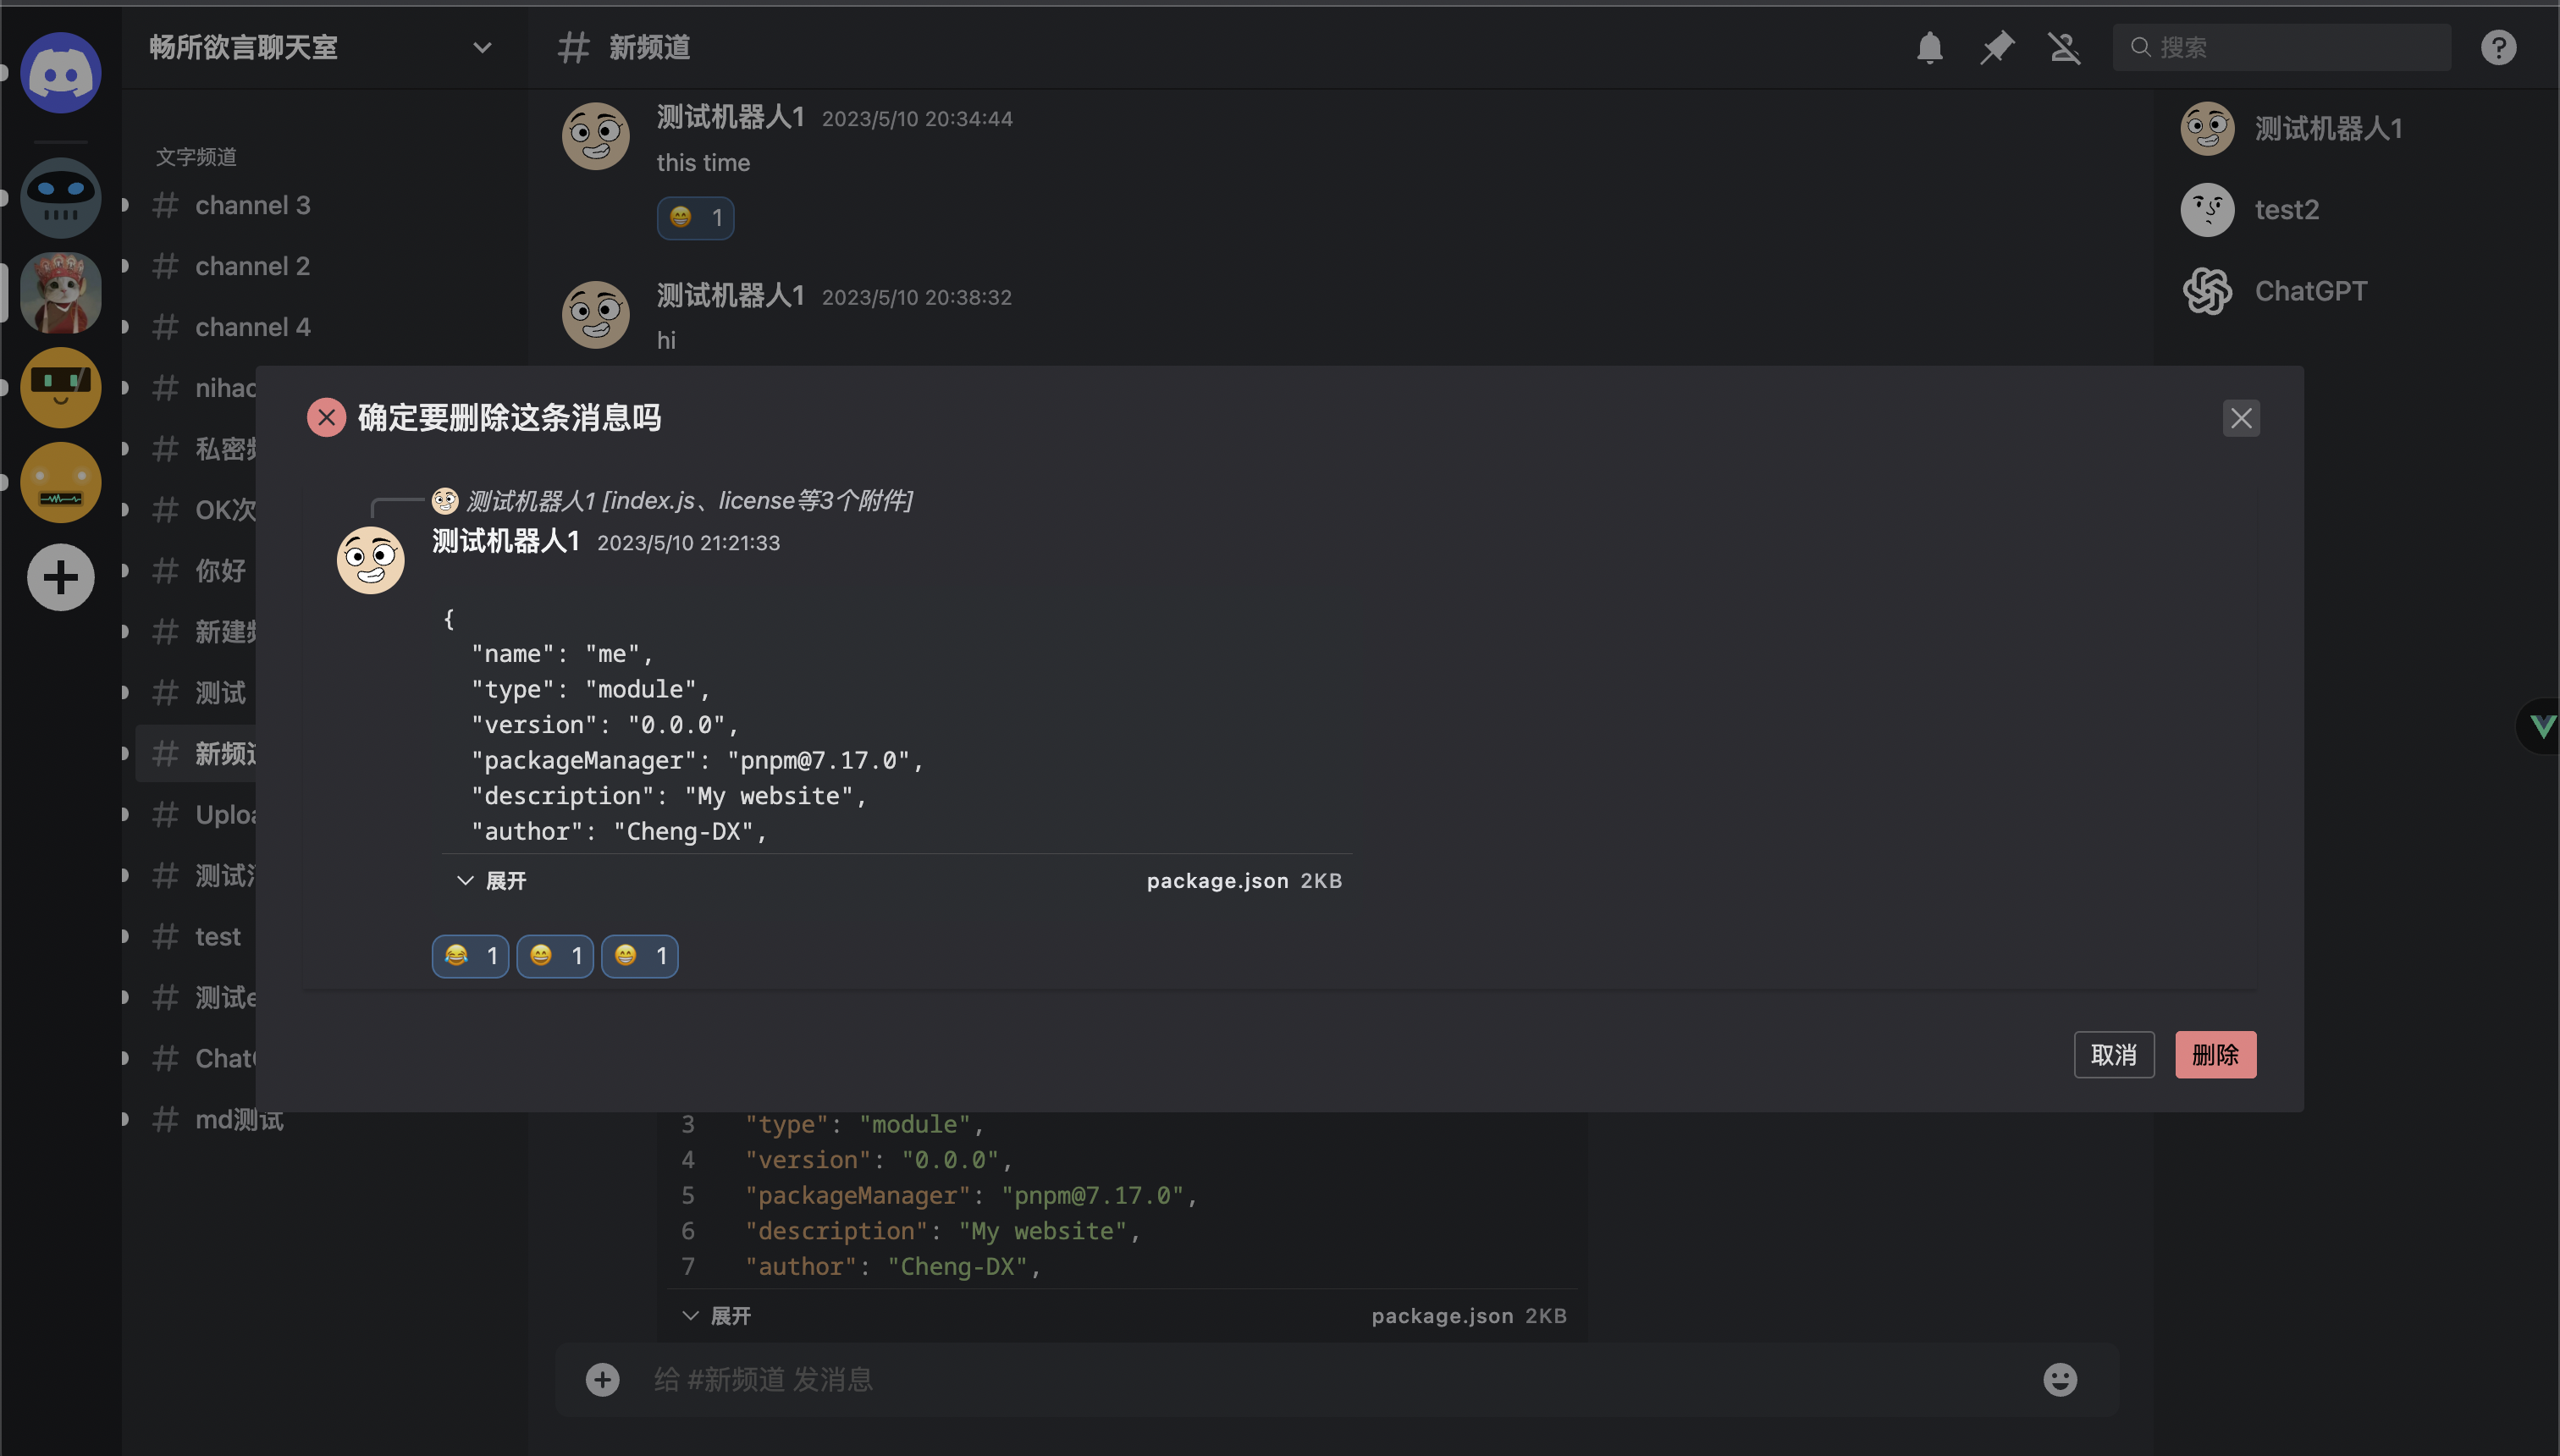 畅所欲言聊天室
文字频道
# channel 3
# channel 2
# channel 4
# nihao
# 私密频
# OK次
# 你好
# 新建频
# 测试
# 新频道
# Uploa
# 测试
# test
# 测试e
# Chat
# md测试
# 新频道
搜索
测试机器人1 2023/5/10 20:34:44
this time
😁 1
测试机器人1 2023/5/10 20:38:32
hi
确定要删除这条消息吗
测试机器人1 [index.js、license等3个附件]
测试机器人1 2023/5/10 21:21:33
{
"name": "me",
"type": "module",
"version": "0.0.0",
"packageManager": "pnpm@7.17.0",
"description": "My website",
"author": "Cheng-DX",
展开 package.json 2KB
😂 1 😄 1 😁 1
取消 删除
3 "type": "module",
4 "version": "0.0.0",
5 "packageManager": "pnpm@7.17.0",
6 "description": "My website",
7 "author": "Cheng-DX",
展开 package.json 2KB
给 #新频道 发消息
测试机器人1
test2
ChatGPT